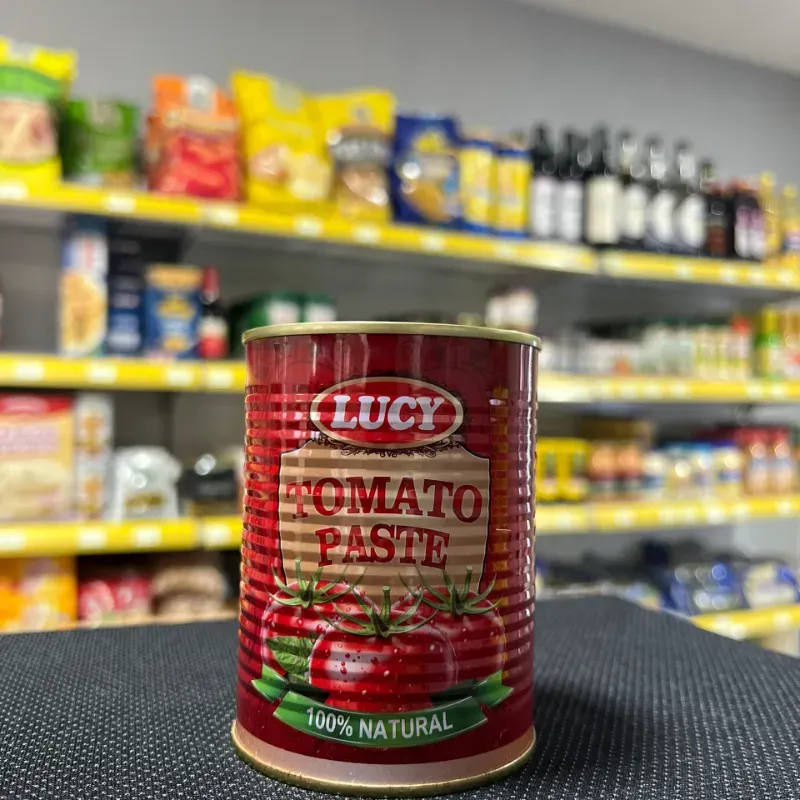 LUCY
TOMATO
PASTE
100% NATURAL